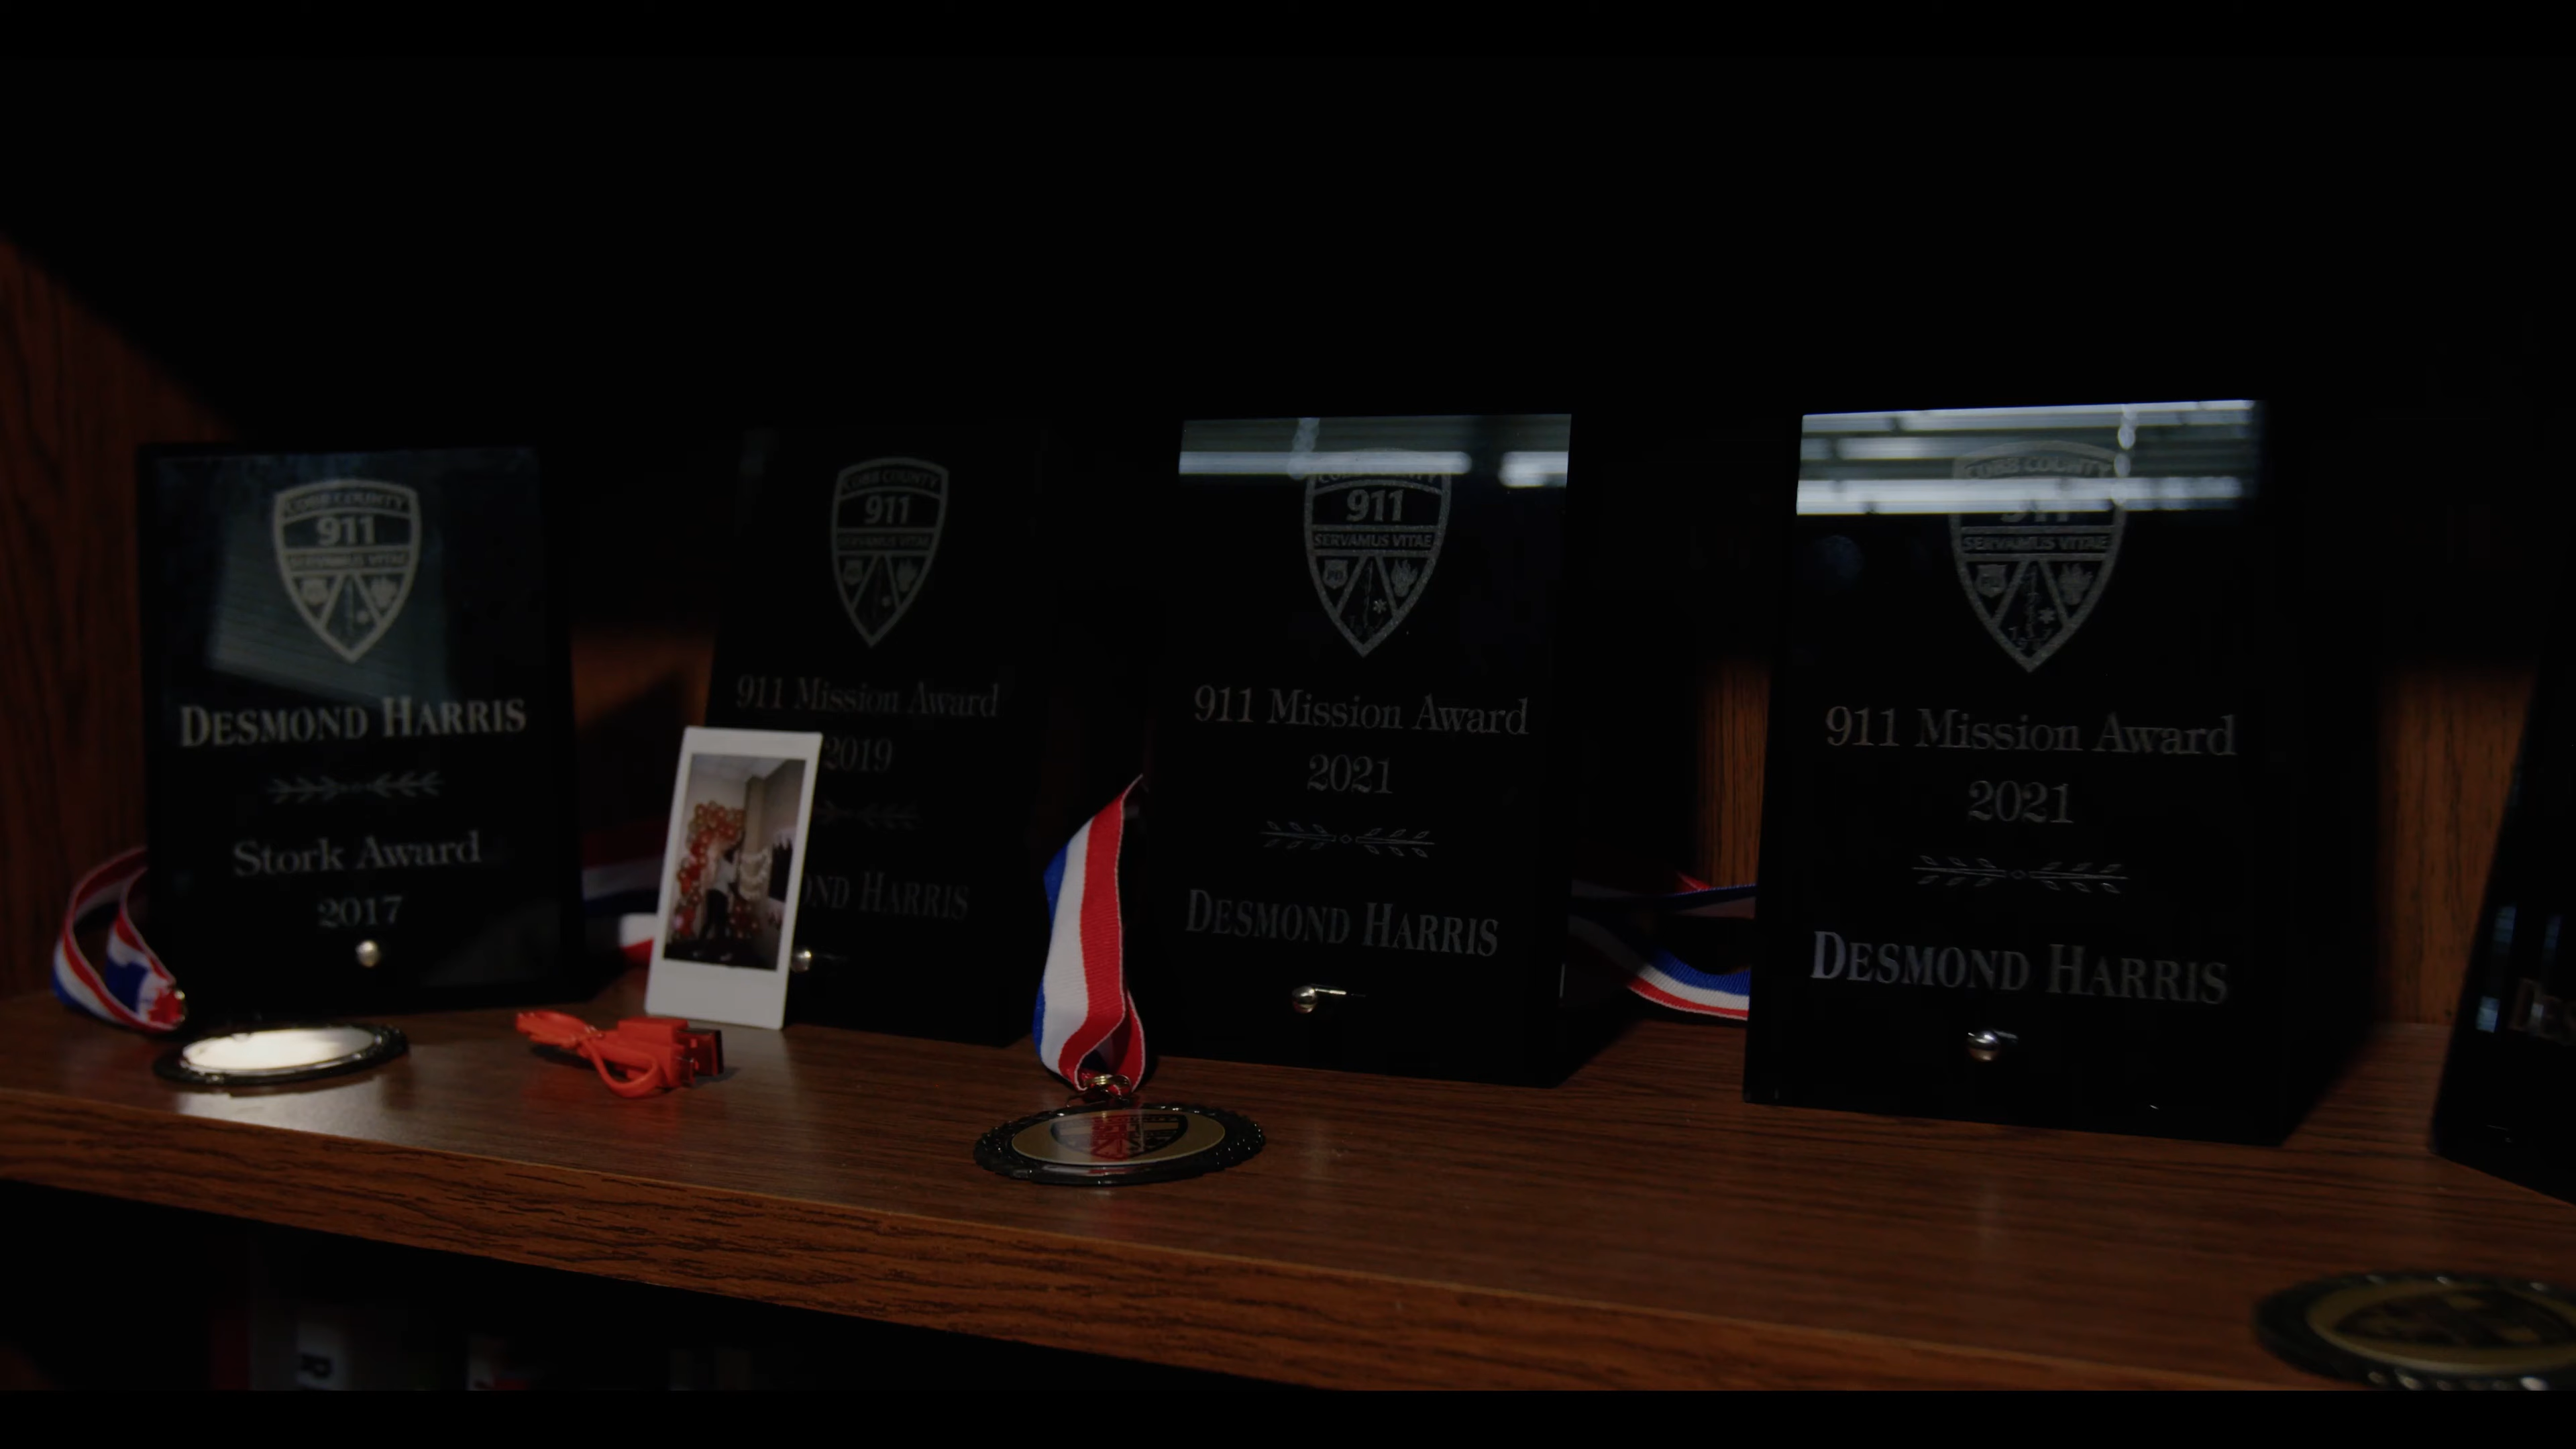 COBB COUNTY
911
SERVAMUS VITAE
DESMOND HARRIS
Stork Award
2017
COBB COUNTY
911
SERVAMUS VITAE
911 Mission Award
2019
OND HARRIS
911
SERVAMUS VITAE
911 Mission Award
2021
DESMOND HARRIS
COBB COUNTY
911
SERVAMUS VITAE
911 Mission Award
2021
DESMOND HARRIS